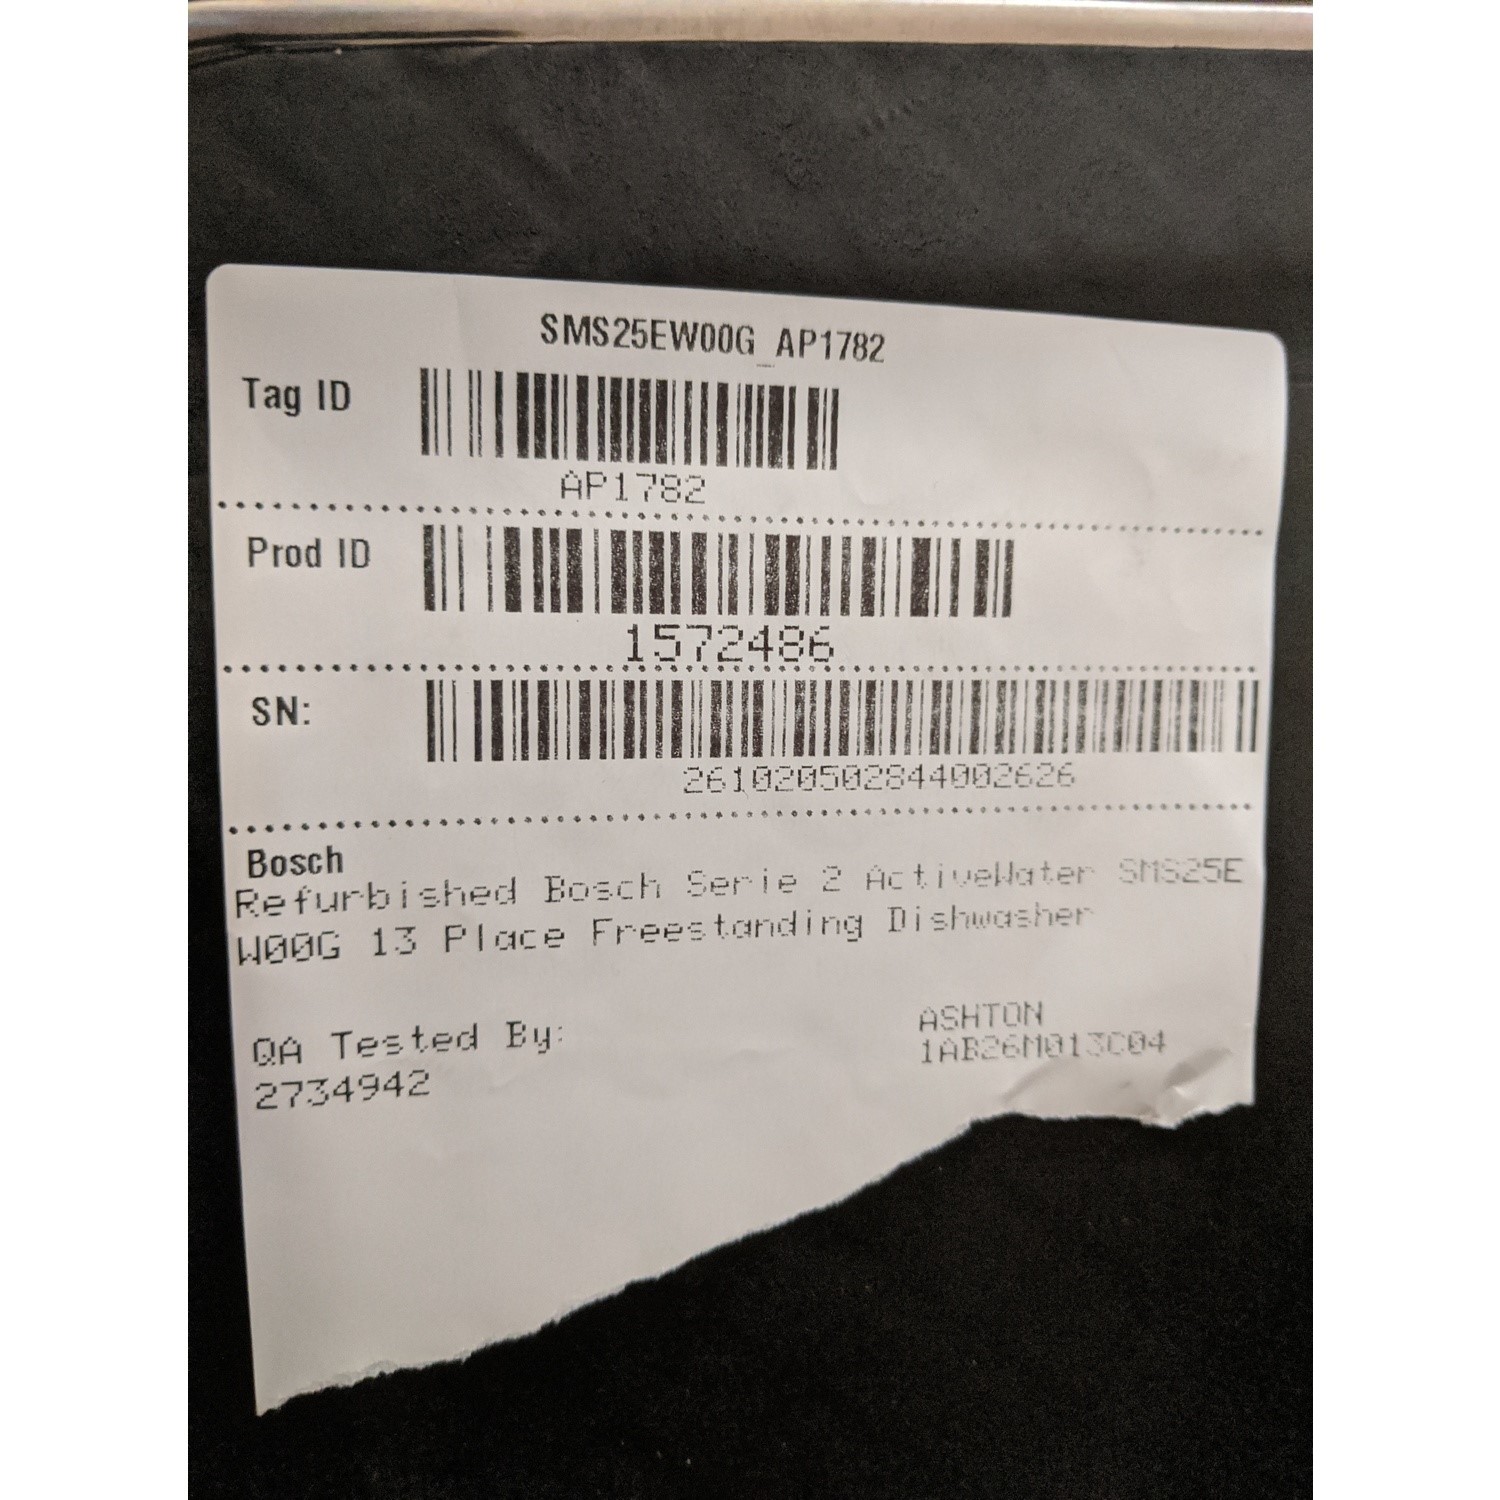 SMS25EW00G_AP1782
Tag ID
AP1782
Prod ID
1572486
SN:
261020502844002626
Bosch
Refurbished Bosch Serie 2 ActiveWater SMS25E
W00G 13 Place Freestanding Dishwasher
QA Tested By:
2734942
ASHTON
1AB26M013C04